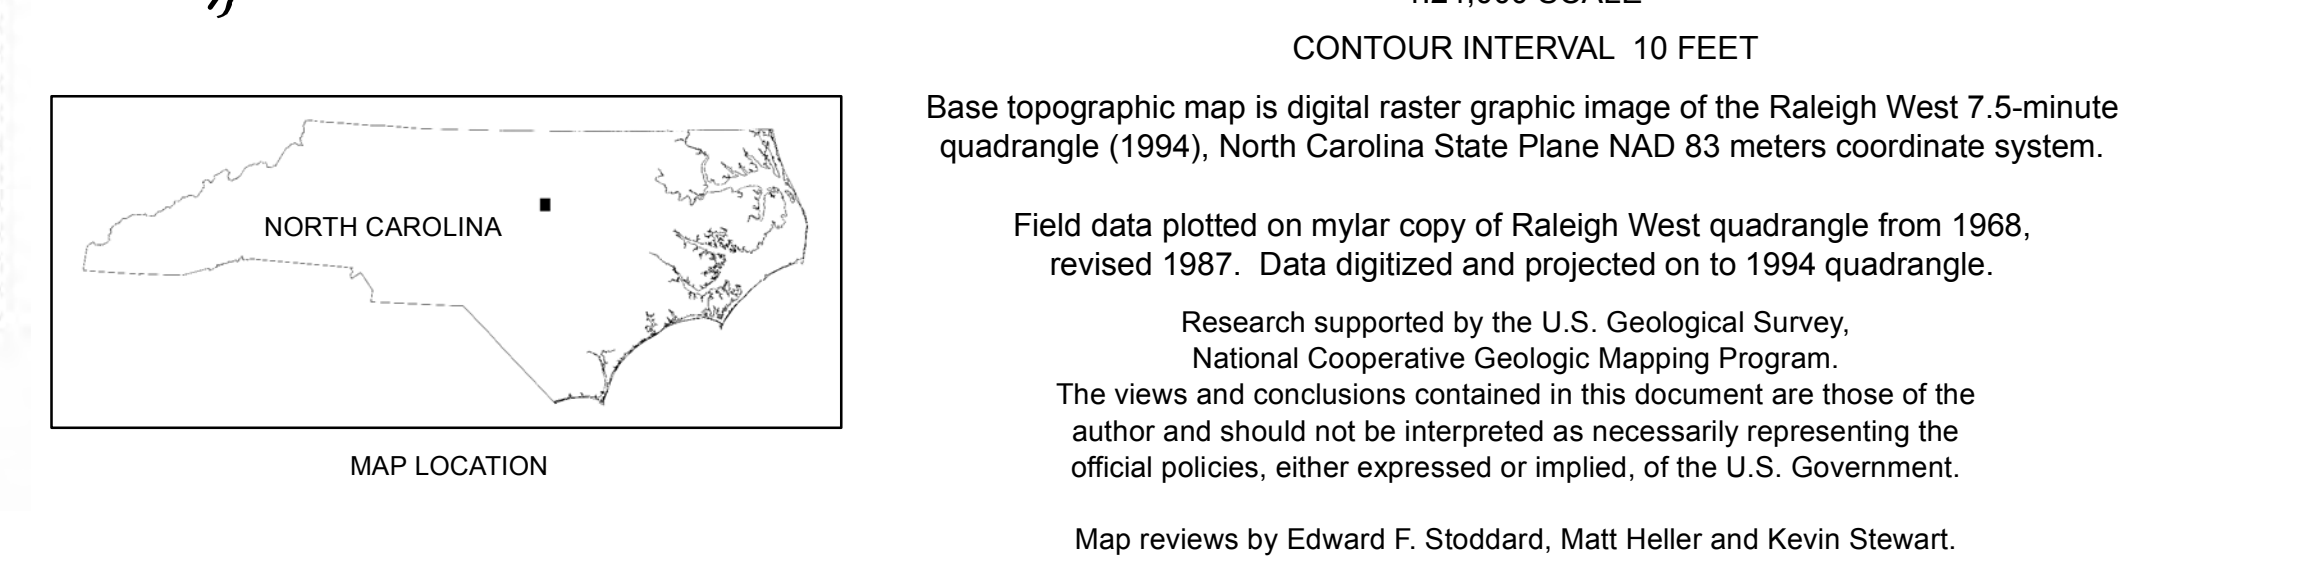 CONTOUR INTERVAL  10 FEET
Base topographic map is digital raster graphic image of the Raleigh West 7.5-minute
quadrangle (1994), North Carolina State Plane NAD 83 meters coordinate system.
NORTH CAROLINA
Field data plotted on mylar copy of Raleigh West quadrangle from 1968,
revised 1987.  Data digitized and projected on to 1994 quadrangle.
Research supported by the U.S. Geological Survey,
National Cooperative Geologic Mapping Program.
The views and conclusions contained in this document are those of the
author and should not be interpreted as necessarily representing the
official policies, either expressed or implied, of the U.S. Government.
MAP LOCATION
Map reviews by Edward F. Stoddard, Matt Heller and Kevin Stewart.